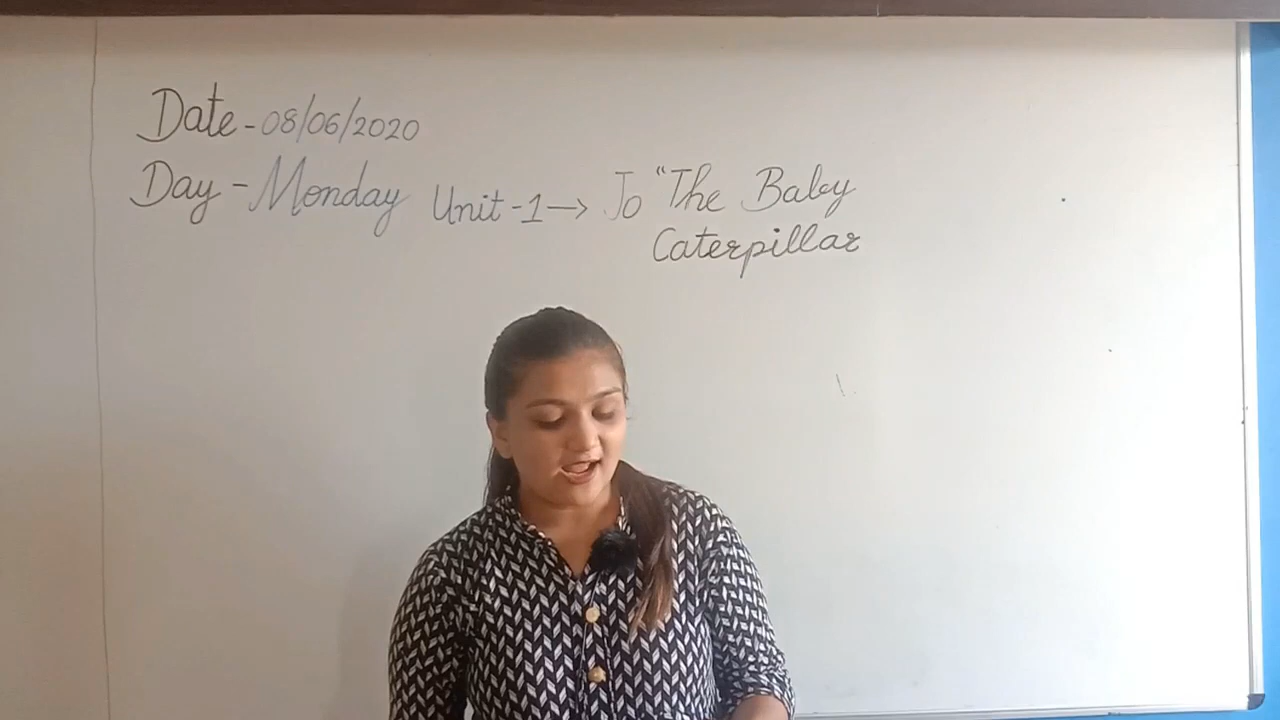 Date - 08/06/2020
Day - Monday
Unit - 1 → Jo "The Baby
Caterpillar